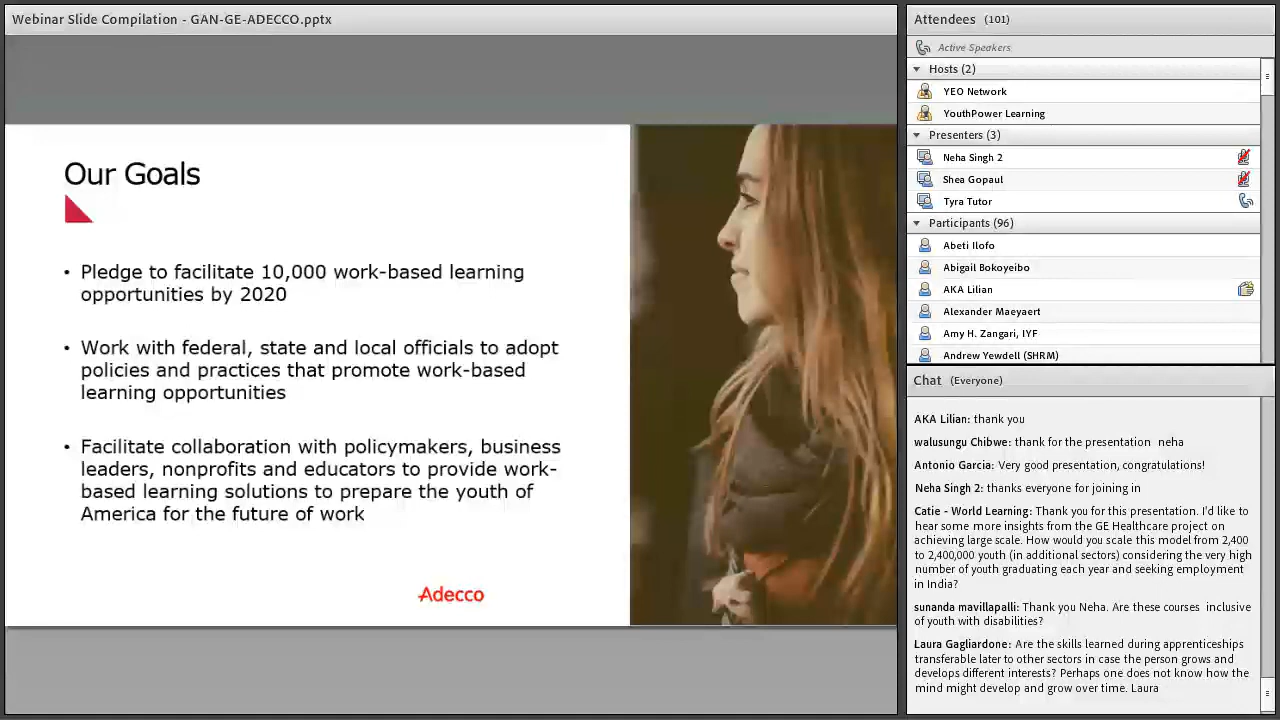 Webinar Slide Compilation - GAN-GE-ADECCO.pptx
Our Goals
• Pledge to facilitate 10,000 work-based learning
opportunities by 2020
• Work with federal, state and local officials to adopt
policies and practices that promote work-based
learning opportunities
• Facilitate collaboration with policymakers, business
leaders, nonprofits and educators to provide work-
based learning solutions to prepare the youth of
America for the future of work
Adecco
Attendees (101)
Active Speakers
Hosts (2)
YEO Network
YouthPower Learning
Presenters (3)
Neha Singh 2
Shea Gopaul
Tyra Tutor
Participants (96)
Abeti Ilofo
Abigail Bokoyeibo
AKA Lilian
Alexander Maeyaert
Amy H. Zangari, IYF
Andrew Yewdell (SHRM)
Chat (Everyone)
AKA Lilian: thank you
walusungu Chibwe: thank for the presentation neha
Antonio Garcia: Very good presentation, congratulations!
Neha Singh 2: thanks everyone for joining in
Catie - World Learning: Thank you for this presentation. I'd like to
hear some more insights from the GE Healthcare project on
achieving large scale. How would you scale this model from 2,400
to 2,400,000 youth (in additional sectors) considering the very high
number of youth graduating each year and seeking employment
in India?
sunanda mavillapalli: Thank you Neha. Are these courses inclusive
of youth with disabilities?
Laura Gagliardone: Are the skills learned during apprenticeships
transferable later to other sectors in case the person grows and
develops different interests? Perhaps one does not know how the
mind might develop and grow over time. Laura